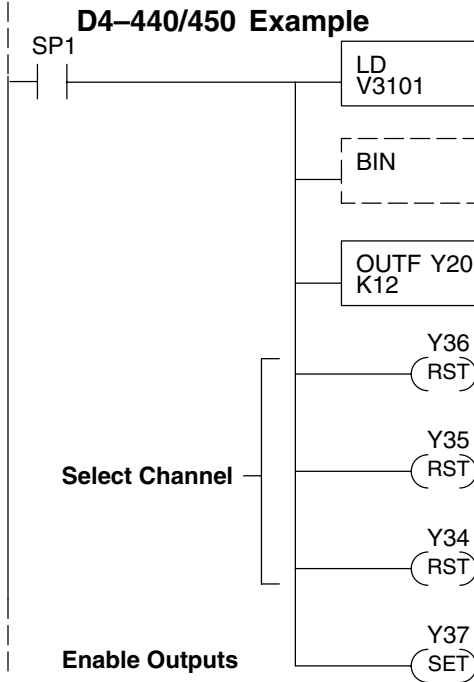 D4–440/450 Example
SP1
LD
V3101
BIN
OUTF Y20
K12
Y36
RST
Y35
RST
Select Channel
Y34
RST
Y37
Enable Outputs
SET